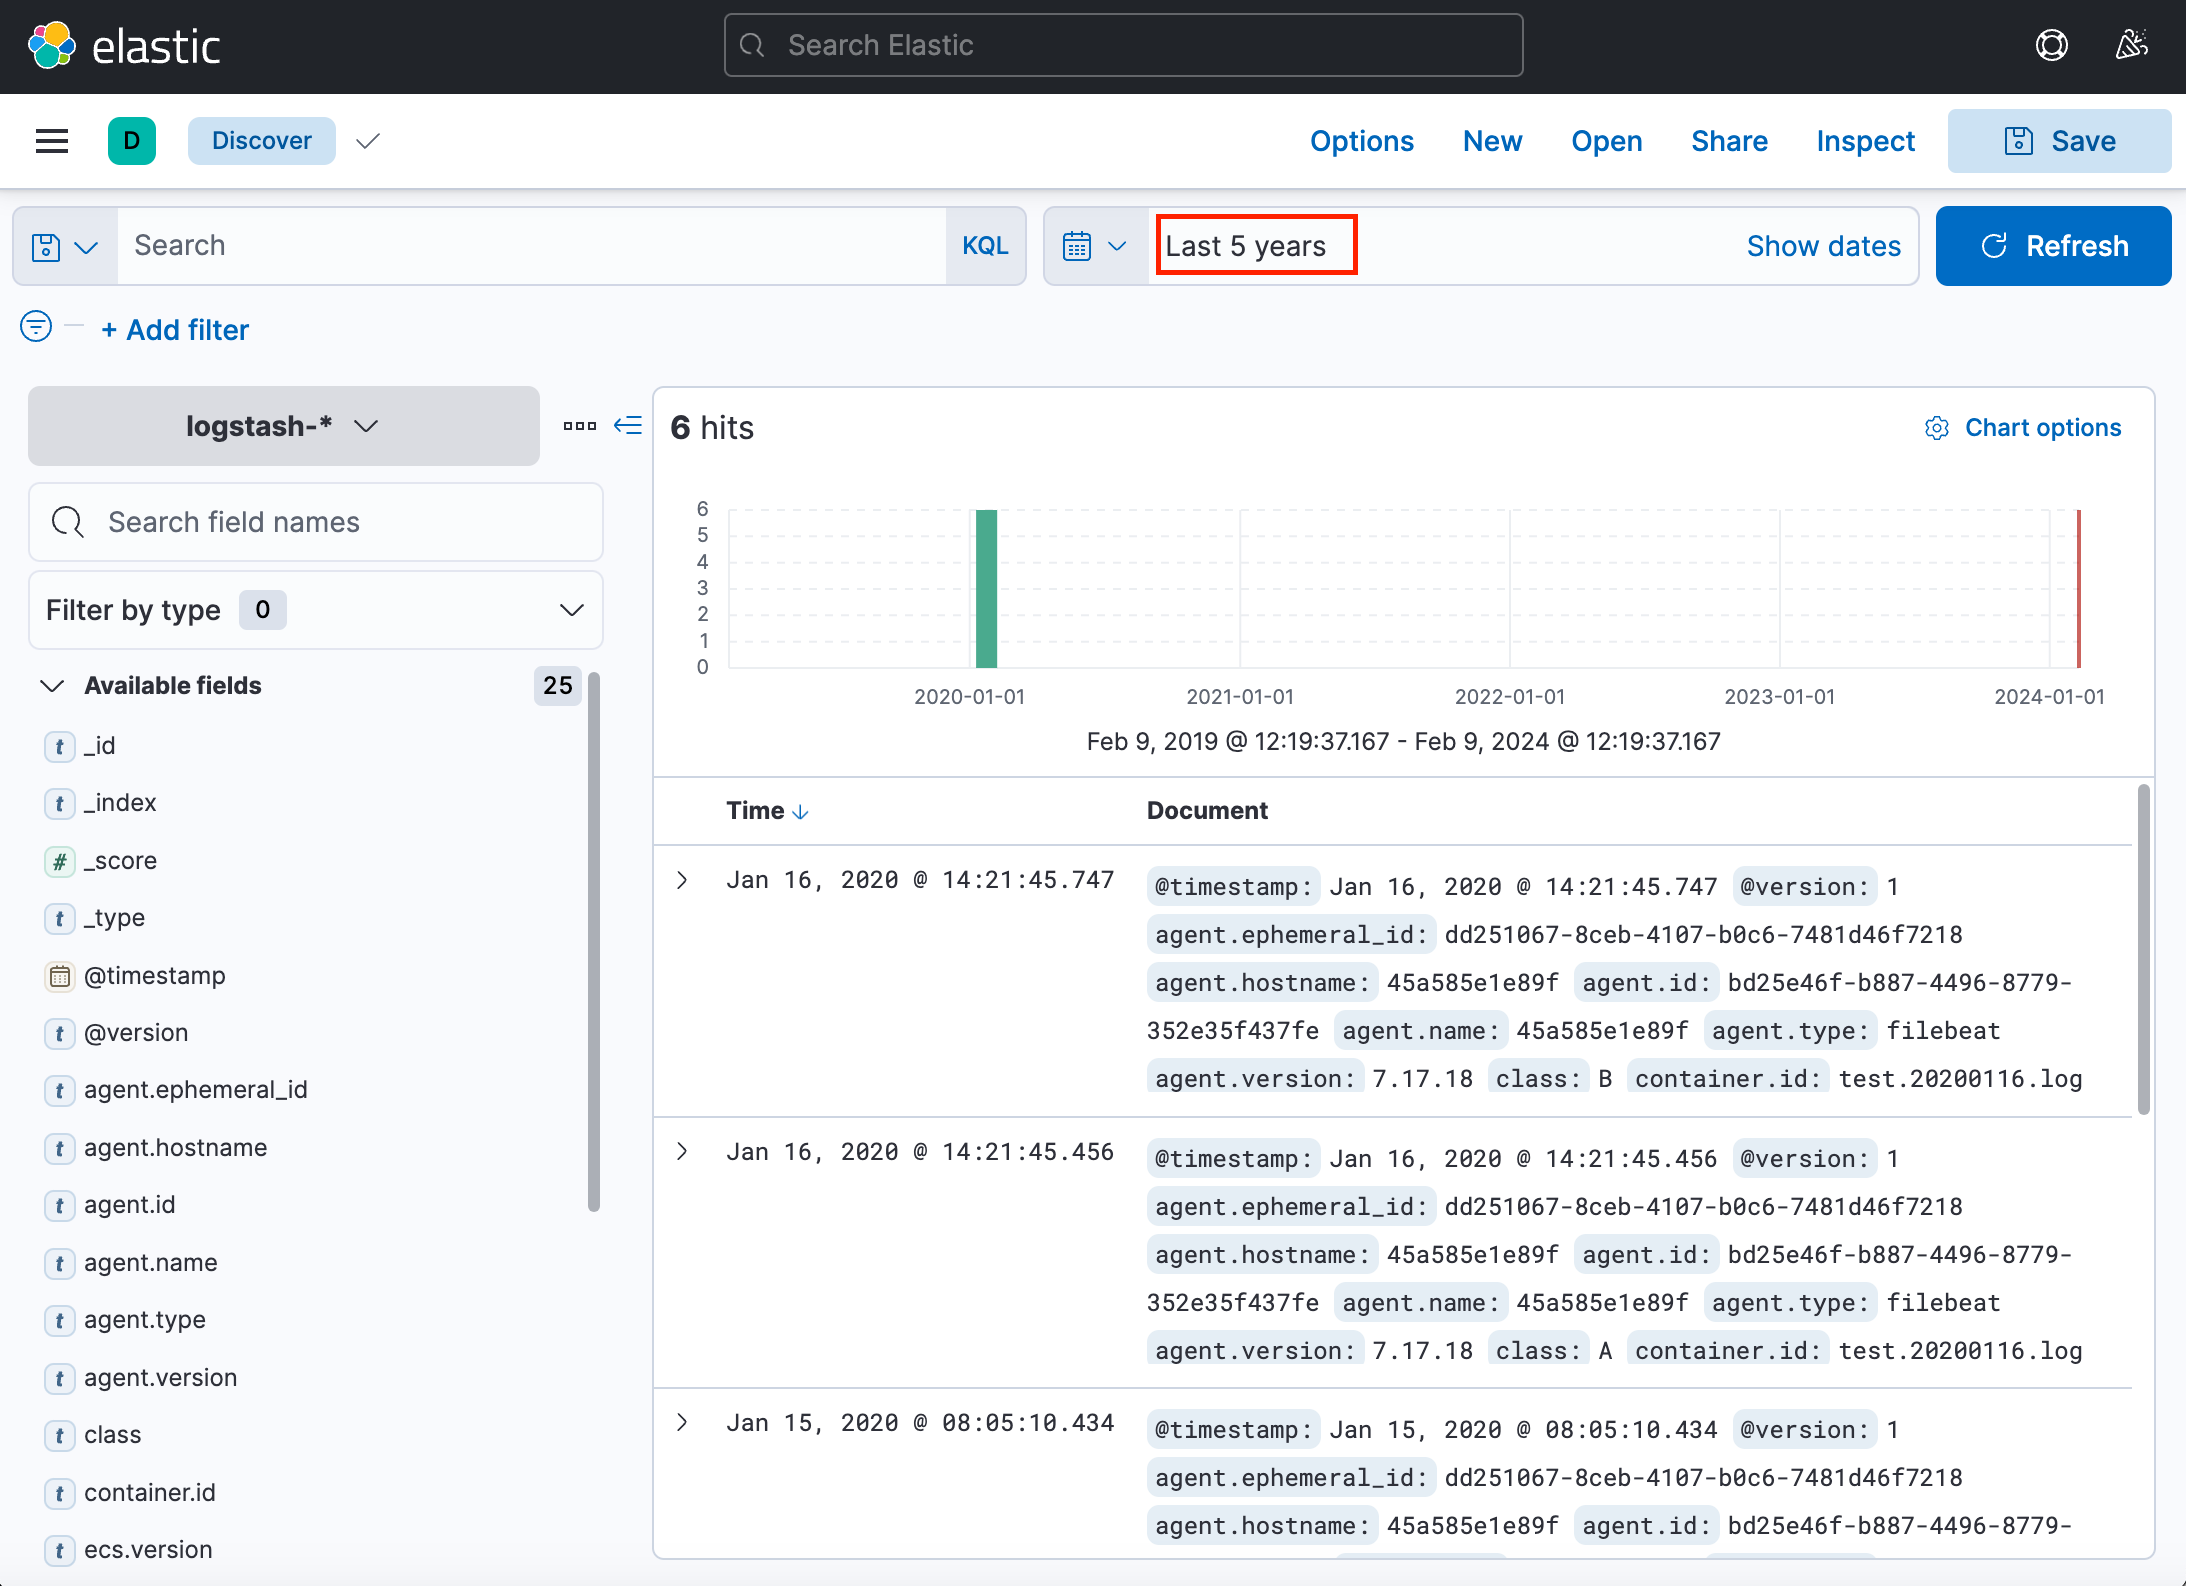 elastic
Search Elastic
D
Discover
Options
New
Open
Share
Inspect
Save
Search
KQL
Last 5 years
Show dates
Refresh
+ Add filter
logstash-*
Search field names
Filter by type 0
Available fields 25
t _id
t _index
# _score
t _type
@timestamp
t @version
t agent.ephemeral_id
t agent.hostname
t agent.id
t agent.name
t agent.type
t agent.version
t class
t container.id
t ecs.version
6 hits
Chart options
6
5
4
3
2
1
0
2020-01-01
2021-01-01
2022-01-01
2023-01-01
2024-01-01
Feb 9, 2019 @ 12:19:37.167 - Feb 9, 2024 @ 12:19:37.167
Time
Document
Jan 16, 2020 @ 14:21:45.747
@timestamp: Jan 16, 2020 @ 14:21:45.747 @version: 1
agent.ephemeral_id: dd251067-8ceb-4107-b0c6-7481d46f7218
agent.hostname: 45a585e1e89f agent.id: bd25e46f-b887-4496-8779-
352e35f437fe agent.name: 45a585e1e89f agent.type: filebeat
agent.version: 7.17.18 class: B container.id: test.20200116.log
Jan 16, 2020 @ 14:21:45.456
@timestamp: Jan 16, 2020 @ 14:21:45.456 @version: 1
agent.ephemeral_id: dd251067-8ceb-4107-b0c6-7481d46f7218
agent.hostname: 45a585e1e89f agent.id: bd25e46f-b887-4496-8779-
352e35f437fe agent.name: 45a585e1e89f agent.type: filebeat
agent.version: 7.17.18 class: A container.id: test.20200116.log
Jan 15, 2020 @ 08:05:10.434
@timestamp: Jan 15, 2020 @ 08:05:10.434 @version: 1
agent.ephemeral_id: dd251067-8ceb-4107-b0c6-7481d46f7218
agent.hostname: 45a585e1e89f agent.id: bd25e46f-b887-4496-8779-